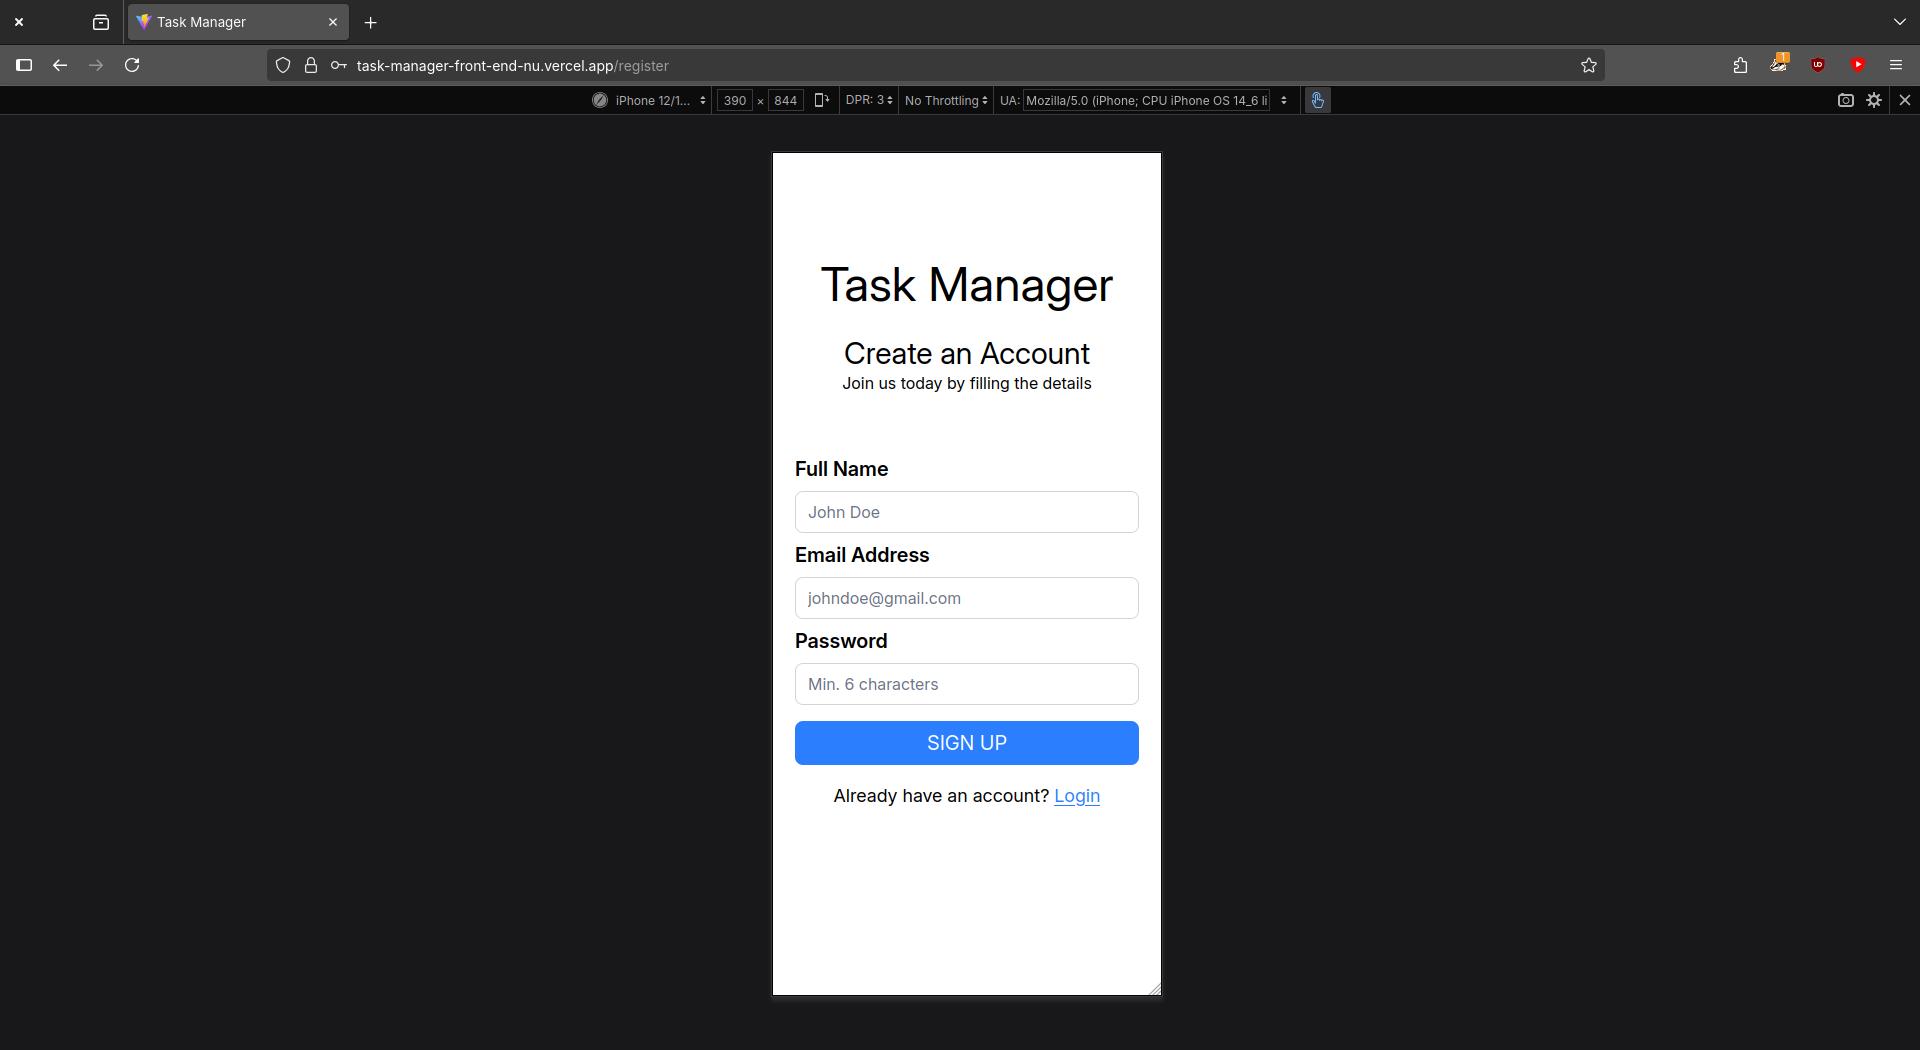 Task Manager
task-manager-front-end-nu.vercel.app/register
1
UD
iPhone 12/1... 390 × 844 DPR: 3 No Throttling UA: Mozilla/5.0 (iPhone; CPU iPhone OS 14_6 li
Task Manager
Create an Account
Join us today by filling the details
Full Name
John Doe
Email Address
johndoe@gmail.com
Password
Min. 6 characters
SIGN UP
Already have an account? Login